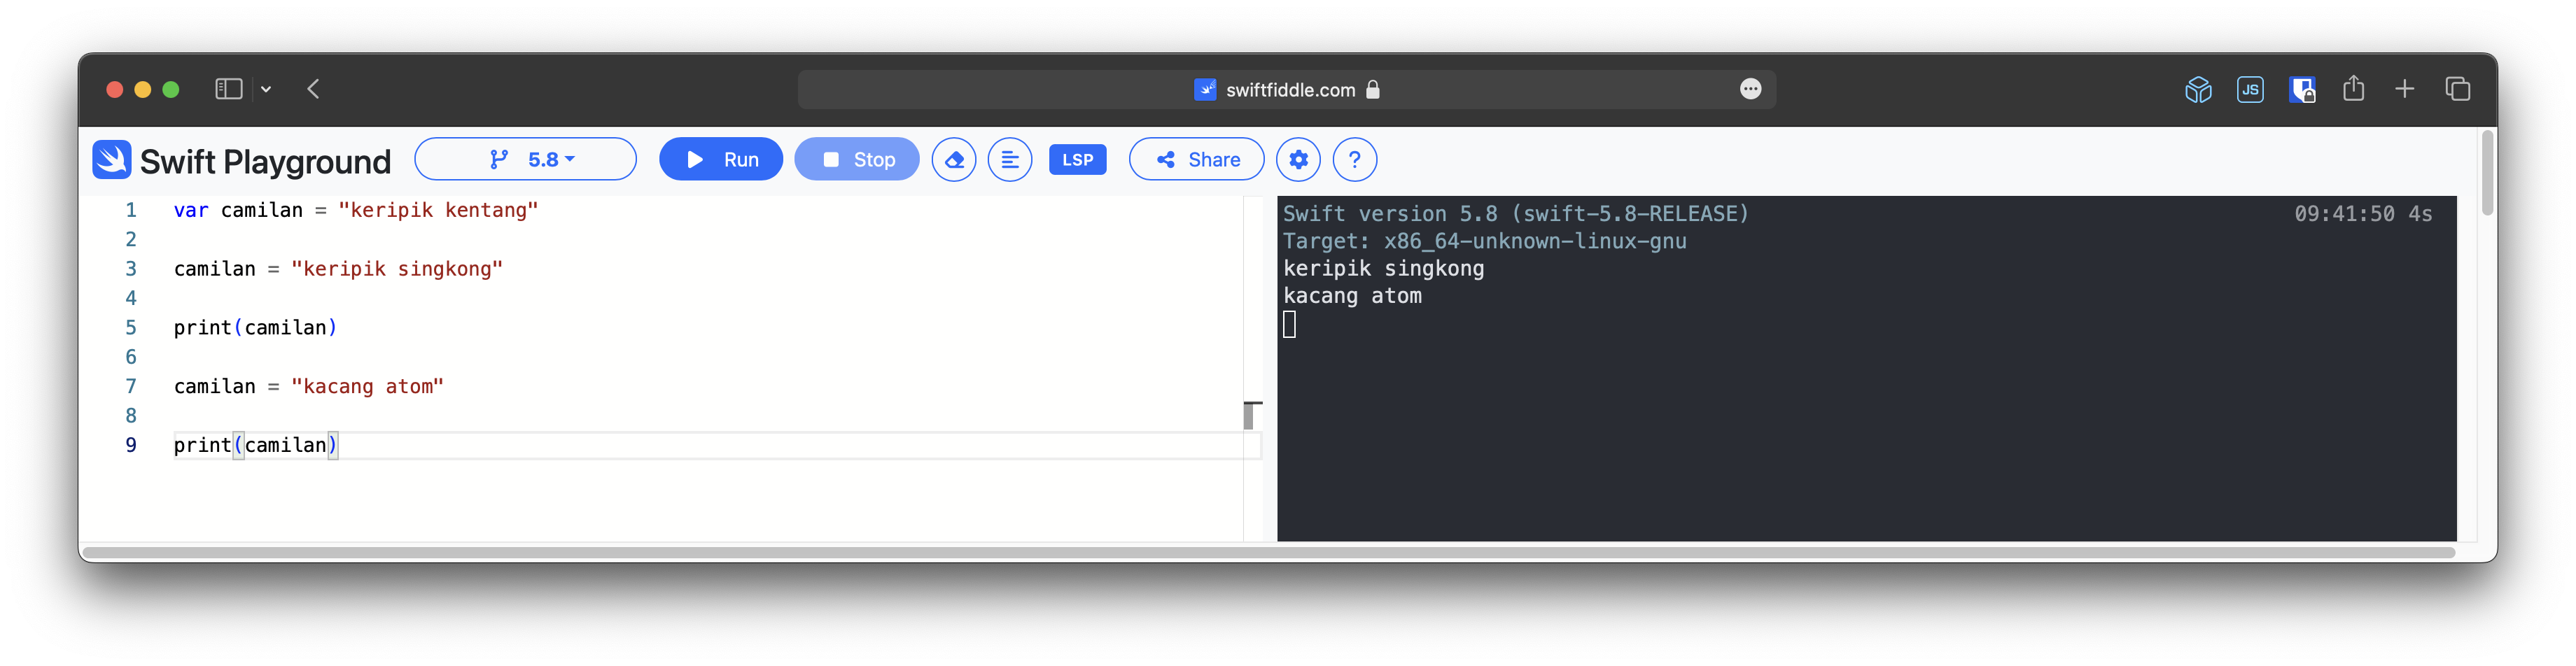 swiftfiddle.com
JS
Swift Playground
5.8
Run
Stop
LSP
Share
?
1 var camilan = "keripik kentang"
2
3 camilan = "keripik singkong"
4
5 print(camilan)
6
7 camilan = "kacang atom"
8
9 print(camilan)
Swift version 5.8 (swift-5.8-RELEASE) 09:41:50 4s
Target: x86_64-unknown-linux-gnu
keripik singkong
kacang atom